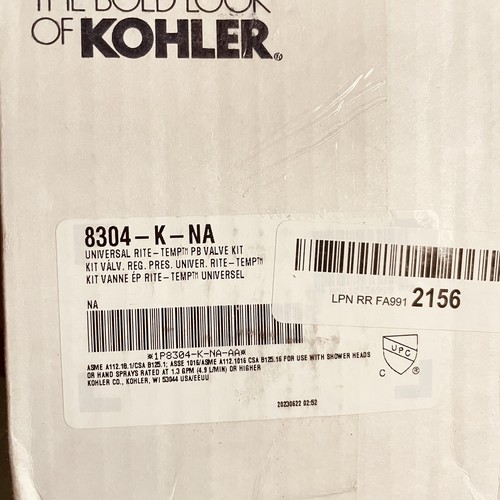 THE BOLD LOOK
OF KOHLER®
8304-K-NA
UNIVERSAL RITE-TEMP™ PB VALVE KIT
KIT VÁLV. REG. PRES. UNIVER. RITE-TEMP™
KIT VANNE ÉP RITE-TEMP™ UNIVERSEL
NA
*1P8304-K-NA-AA*
ASME A112.18.1/CSA B125.1; ASSE 1016/ASME A112.1016 CSA B125.16 FOR USE WITH SHOWER HEADS
OR HAND SPRAYS RATED AT 1.3 GPM (4.9 L/MIN) OR HIGHER
KOHLER CO., KOHLER, WI 53044 USA/EEUU
20230622 02:52
LPN RR FA991 2156
UPC
C ®